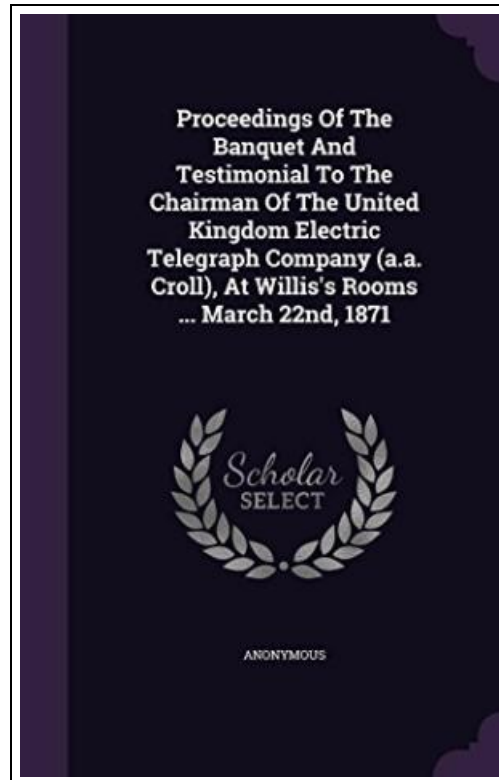 Proceedings Of The
Banquet And
Testimonial To The
Chairman Of The United
Kingdom Electric
Telegraph Company (a.a.
Croll), At Willis's Rooms
... March 22nd, 1871
Scholar
SELECT
ANONYMOUS